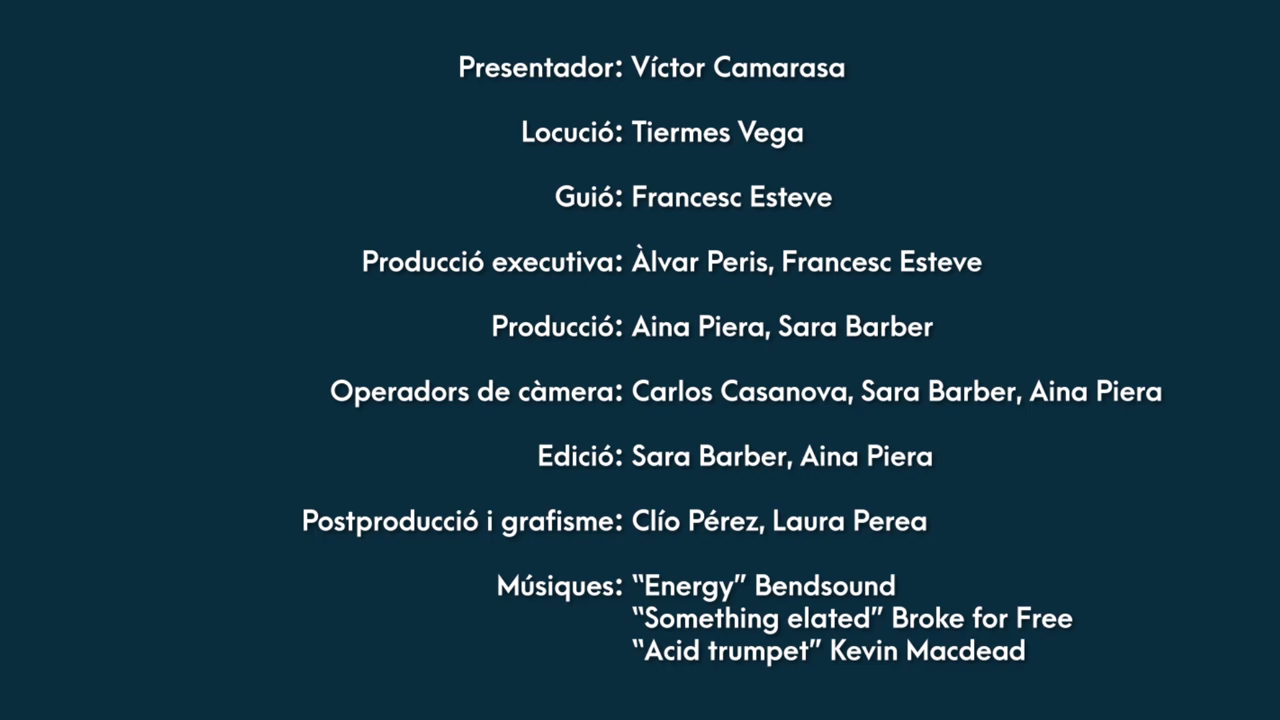 Presentador: Víctor Camarasa
Locució: Tiermes Vega
Guió: Francesc Esteve
Producció executiva: Àlvar Peris, Francesc Esteve
Producció: Aina Piera, Sara Barber
Operadors de càmera: Carlos Casanova, Sara Barber, Aina Piera
Edició: Sara Barber, Aina Piera
Postproducció i grafisme: Clío Pérez, Laura Perea
Músiques: “Energy” Bendsound
“Something elated” Broke for Free
“Acid trumpet” Kevin Macdead